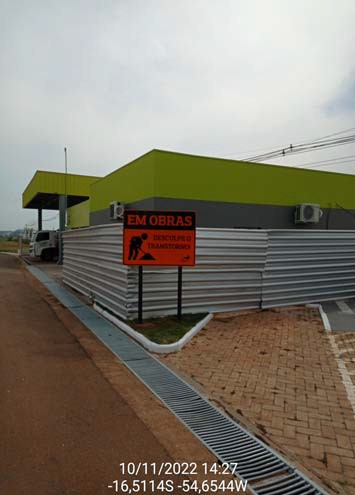 EM OBRAS
DESCULPE O
TRANSTORNO!
10/11/2022 14:27
-16,5114S -54,6544W